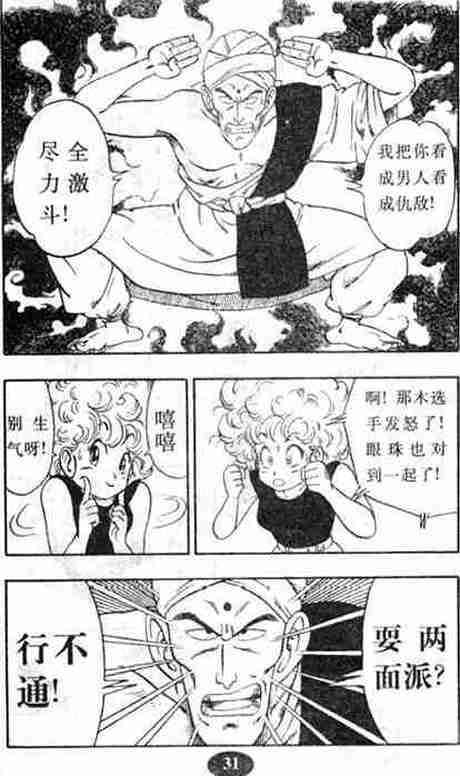 我把你看
成男人看
成仇敌!
全激
尽力
斗!
啊! 那木选
手发怒了!
眼珠也对
到一起了!
嘻嘻
别生
气呀!
两派?
耍面
不通!
行
31